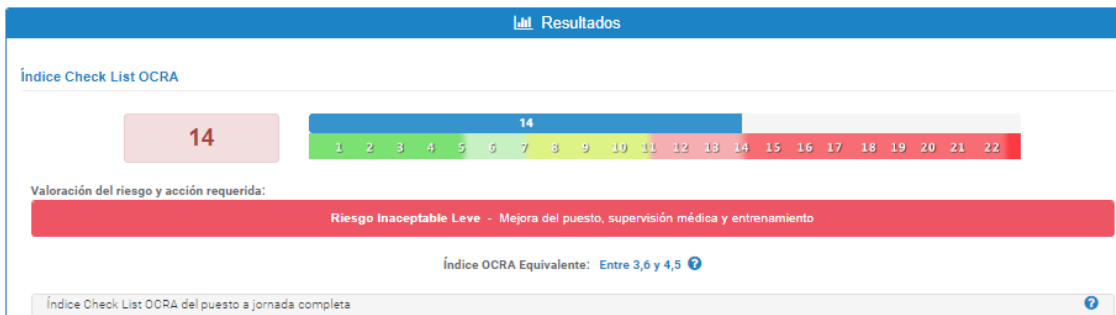 Resultados
Índice Check List OCRA
14
14
1 2 3 4 5 6 7 8 9 10 11 12 13 14 15 16 17 18 19 20 21 22
Valoración del riesgo y acción requerida:
Riesgo Inaceptable Leve - Mejora del puesto, supervisión médica y entrenamiento
Índice OCRA Equivalente: Entre 3,6 y 4,5 ?
Índice Check List OCRA del puesto a jornada completa ?